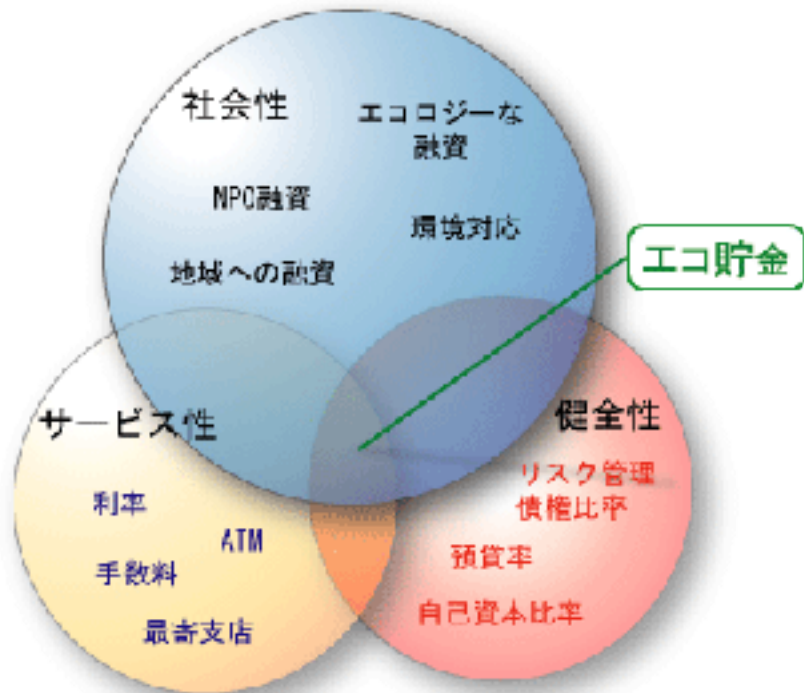 社会性
エコロジーな
融資
NPO融資
環境対応
地域への融資
エコ貯金
サービス性
利率
ATM
手数料
最寄支店
健全性
リスク管理
債権比率
預貸率
自己資本比率